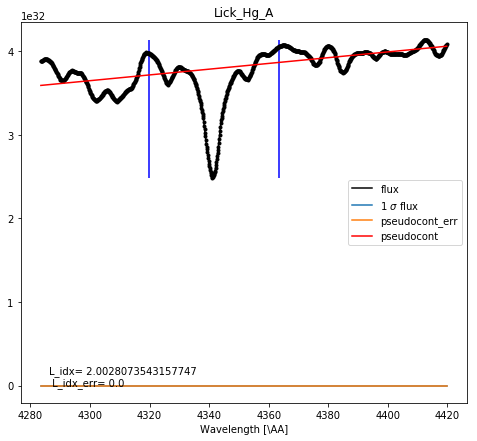 Lick_Hg_A
1e32
4
3
2
1
0
flux
1 σ flux
pseudocont_err
pseudocont
L_idx= 2.0028073543157747
L_idx_err= 0.0
4280 4300 4320 4340 4360 4380 4400 4420
Wavelength [\AA]